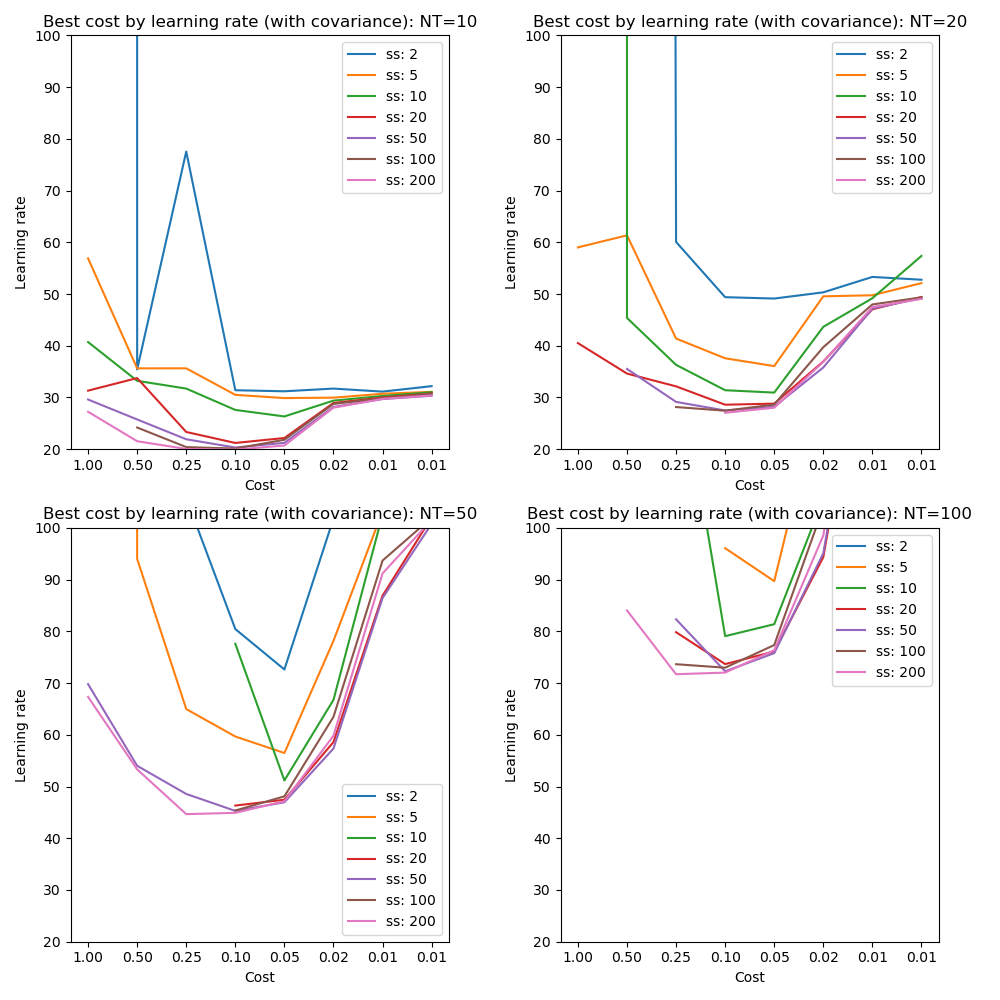 Best cost by learning rate (with covariance): NT=10
100
90
80
70
60
50
40
30
20
Learning rate
ss: 2
ss: 5
ss: 10
ss: 20
ss: 50
ss: 100
ss: 200
1.00 0.50 0.25 0.10 0.05 0.02 0.01 0.01
Cost
Best cost by learning rate (with covariance): NT=20
100
90
80
70
60
50
40
30
20
Learning rate
ss: 2
ss: 5
ss: 10
ss: 20
ss: 50
ss: 100
ss: 200
1.00 0.50 0.25 0.10 0.05 0.02 0.01 0.01
Cost
Best cost by learning rate (with covariance): NT=50
100
90
80
70
60
50
40
30
20
Learning rate
ss: 2
ss: 5
ss: 10
ss: 20
ss: 50
ss: 100
ss: 200
1.00 0.50 0.25 0.10 0.05 0.02 0.01 0.01
Cost
Best cost by learning rate (with covariance): NT=100
100
90
80
70
60
50
40
30
20
Learning rate
ss: 2
ss: 5
ss: 10
ss: 20
ss: 50
ss: 100
ss: 200
1.00 0.50 0.25 0.10 0.05 0.02 0.01 0.01
Cost